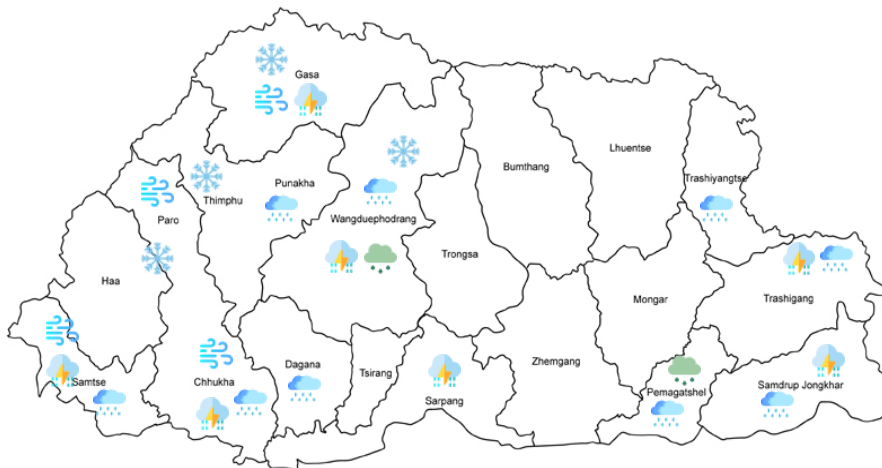 Gasa
Lhuentse
Bumthang
Trashiyangtse
Punakha
Thimphu
Paro
Wangduephodrang
Trongsa
Haa
Mongar
Trashigang
Dagana
Zhemgang
Tsirang
Samtse
Chhukha
Samdrup Jongkhar
Pemagatshel
Sarpang